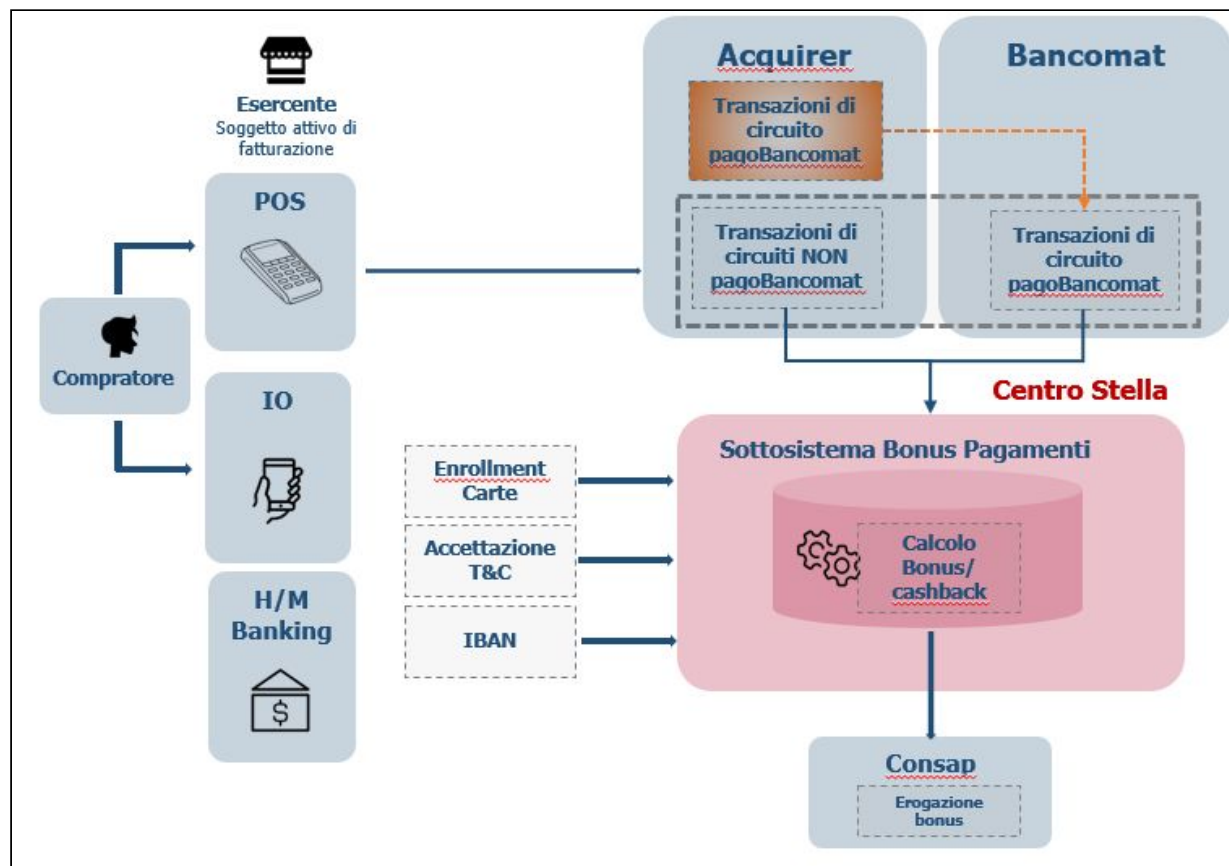 Esercente
Soggetto attivo di
fatturazione
POS
Compratore
IO
H/M
Banking
$
Acquirer
Transazioni di
circuito
pagoBancomat
Transazioni di
circuiti NON
pagoBancomat
Bancomat
Transazioni di
circuito
pagoBancomat
Centro Stella
Enrollment
Carte
Accettazione
T&C
IBAN
Sottosistema Bonus Pagamenti
Calcolo
Bonus/
cashback
Consap
Erogazione
bonus